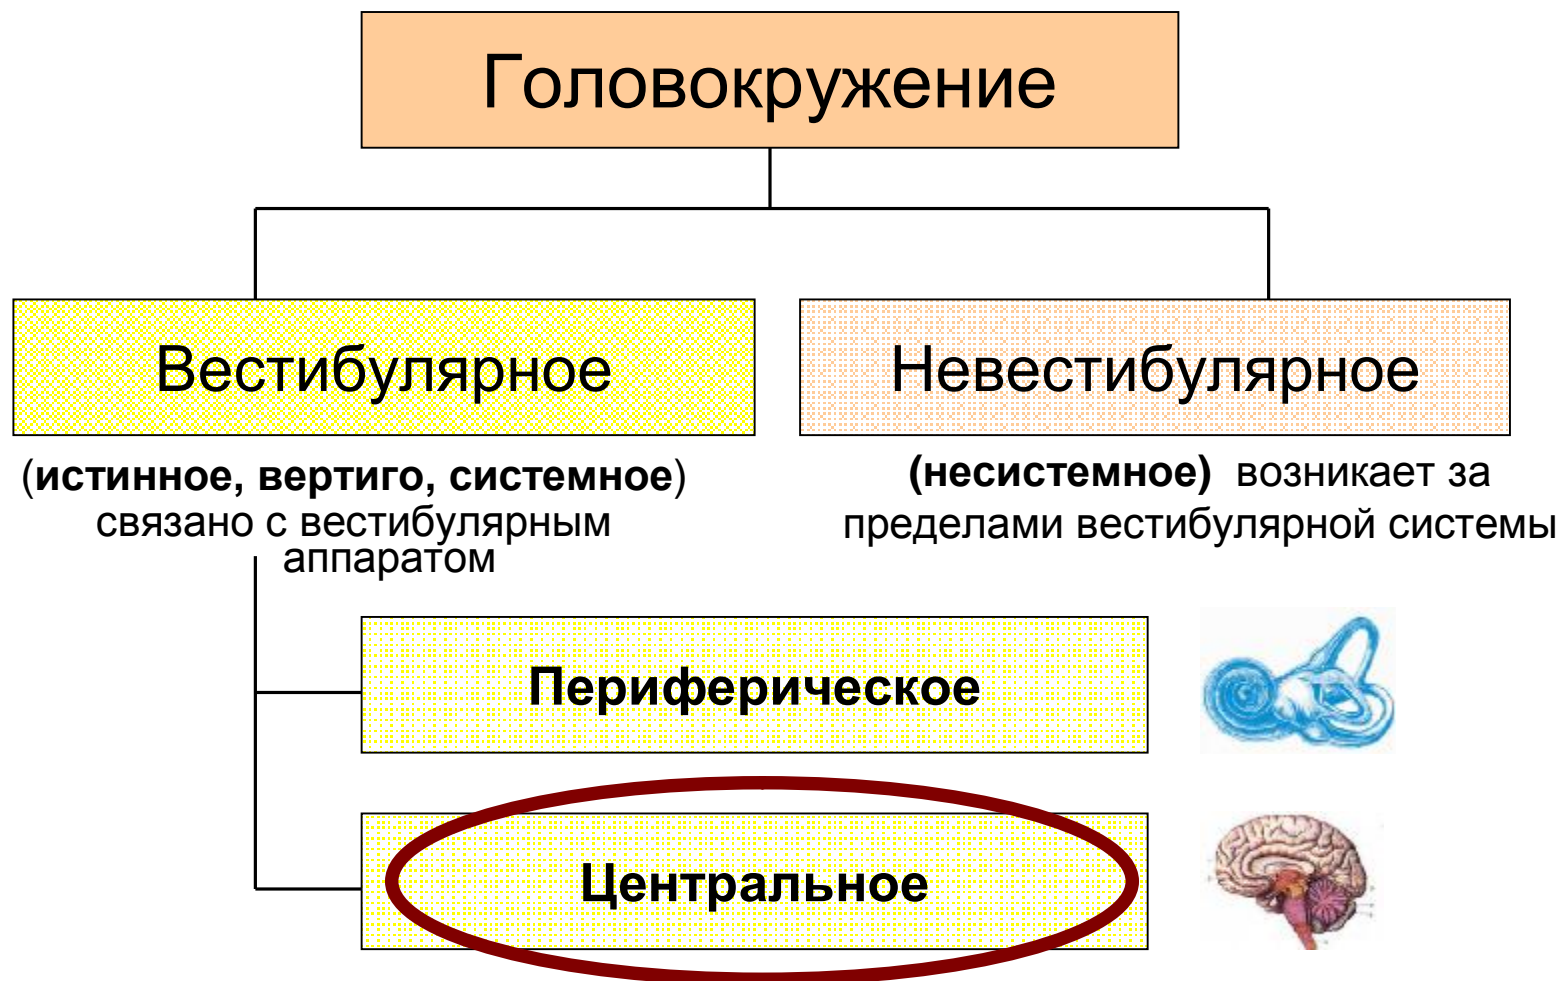 Головокружение
Вестибулярное
Невестибулярное
(истинное, вертиго, системное)
связано с вестибулярным
аппаратом
(несистемное) возникает за
пределами вестибулярной системы
Периферическое
Центральное